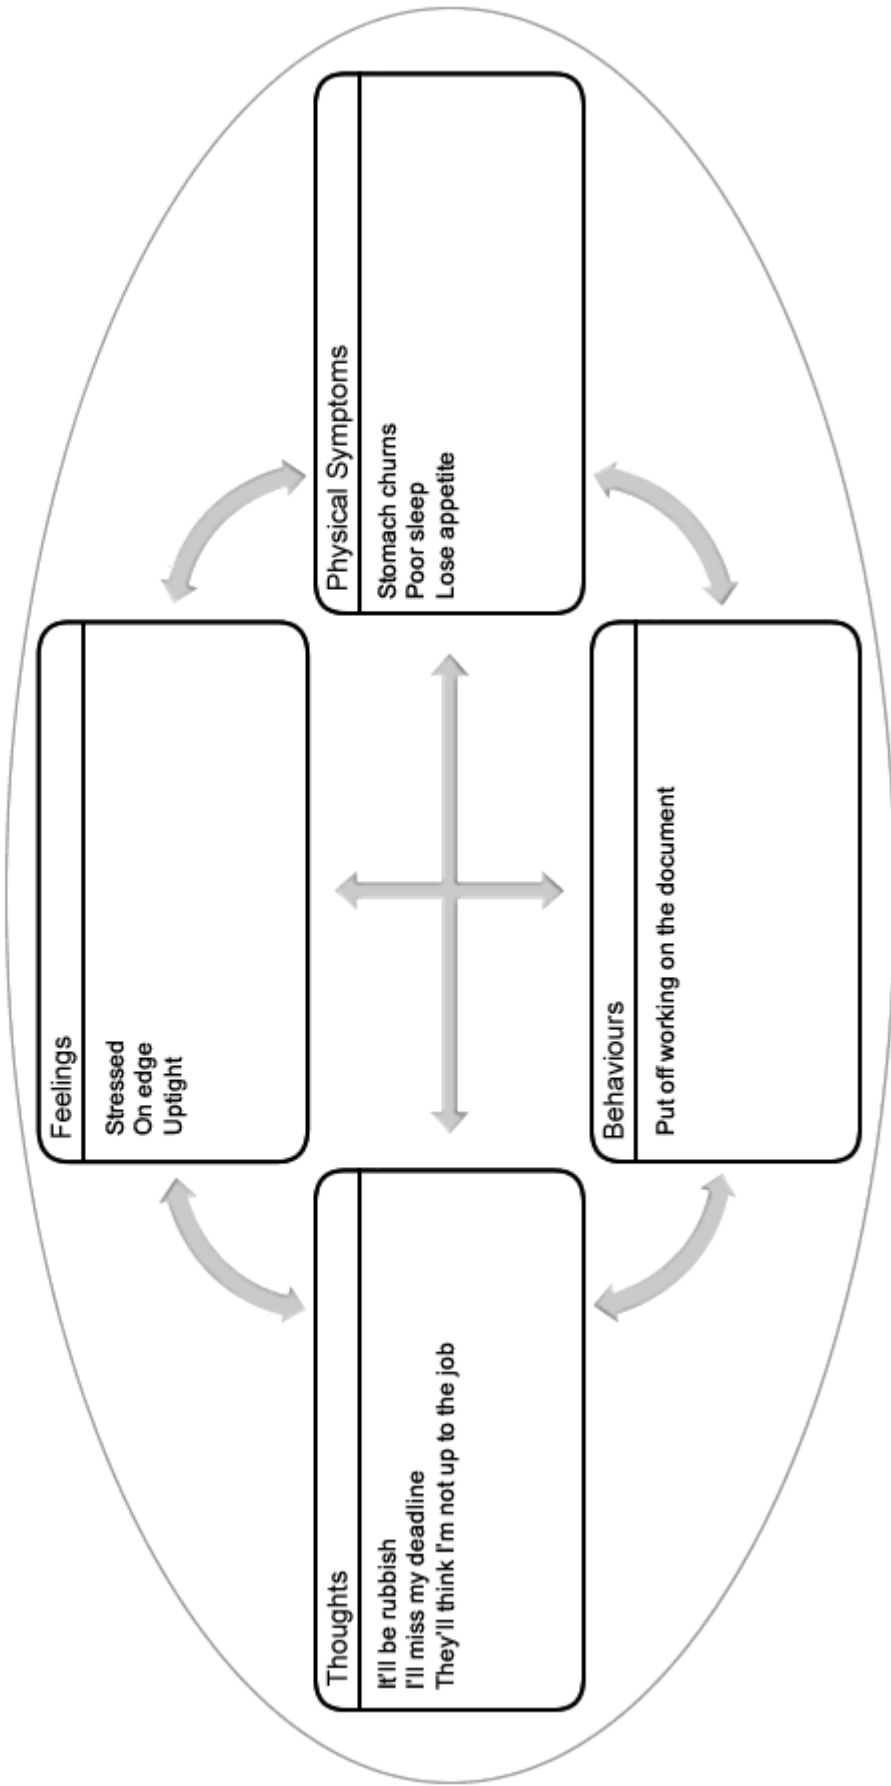 Feelings
Stressed
On edge
Uptight
Thoughts
It'll be rubbish
I'll miss my deadline
They'll think I'm not up to the job
Physical Symptoms
Stomach churns
Poor sleep
Lose appetite
Behaviours
Put off working on the document